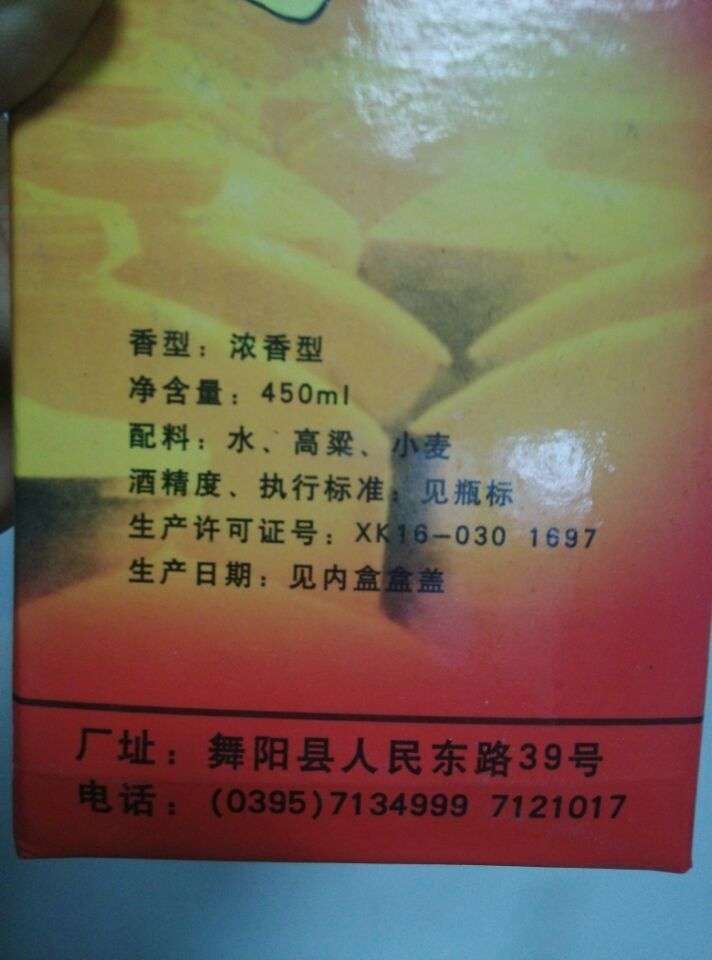 香型：浓香型
净含量：450ml
配料：水、高粱、小麦
酒精度、执行标准：见瓶标
生产许可证号：XK16-030 1697
生产日期：见内盒盒盖
厂址：舞阳县人民东路39号
电话：(0395)7134999 7121017